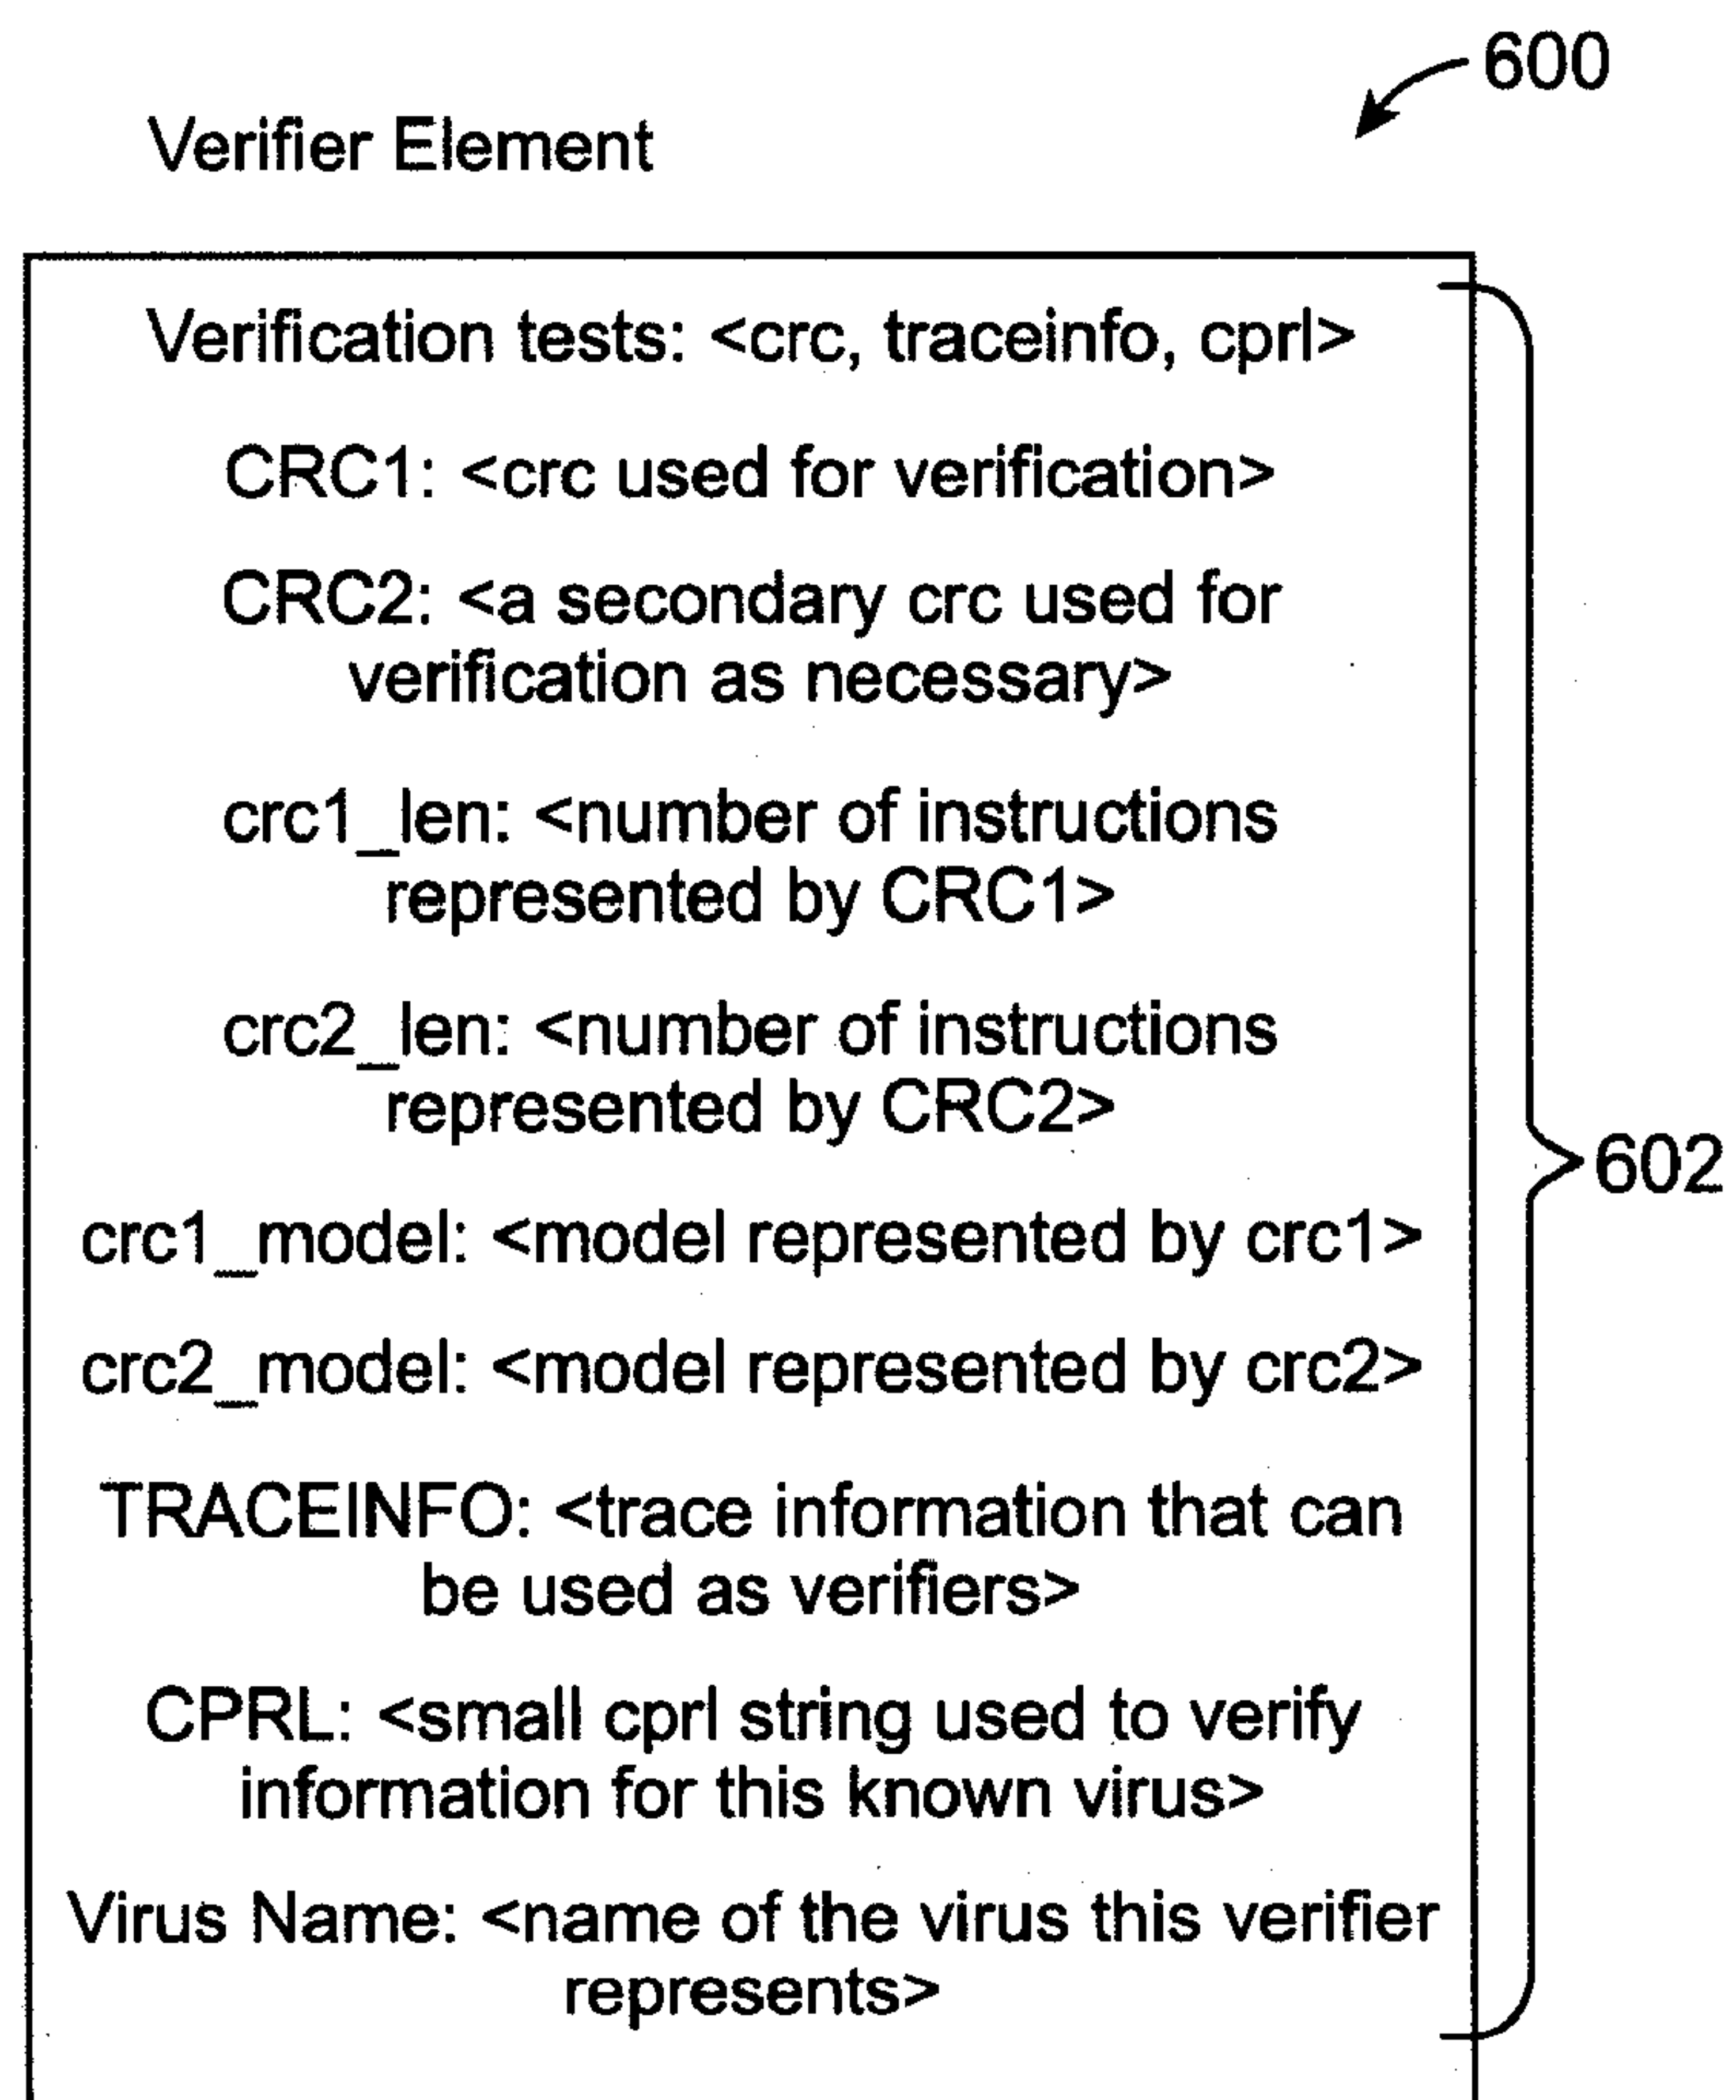 600
Verifier Element
Verification tests: <crc, traceinfo, cprl>
CRC1: <crc used for verification>
CRC2: <a secondary crc used for
verification as necessary>
crc1_len: <number of instructions
represented by CRC1>
crc2_len: <number of instructions
represented by CRC2>
602
crc1_model: <model represented by crc1>
crc2_model: <model represented by crc2>
TRACEINFO: <trace information that can
be used as verifiers>
CPRL: <small cprl string used to verify
information for this known virus>
Virus Name: <name of the virus this verifier
represents>